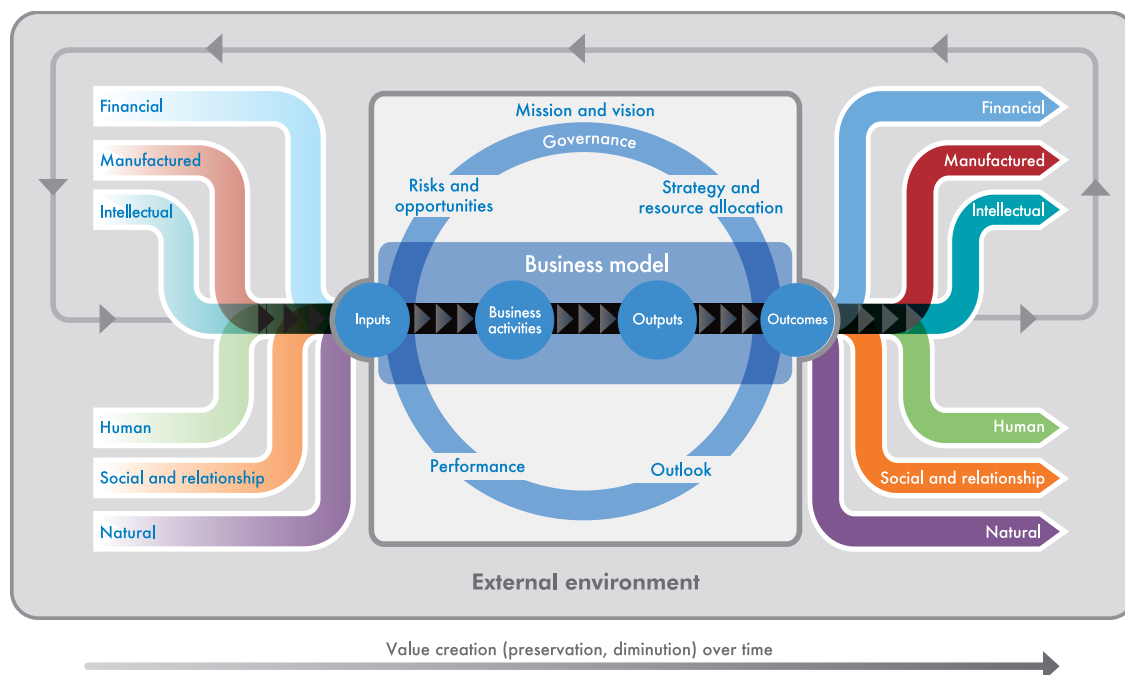 Financial
Manufactured
Intellectual
Human
Social and relationship
Natural
Mission and vision
Governance
Risks and
opportunities
Strategy and
resource allocation
Business model
Inputs
Business
activities
Outputs
Outcomes
Performance
Outlook
Financial
Manufactured
Intellectual
Human
Social and relationship
Natural
External environment
Value creation (preservation, diminution) over time